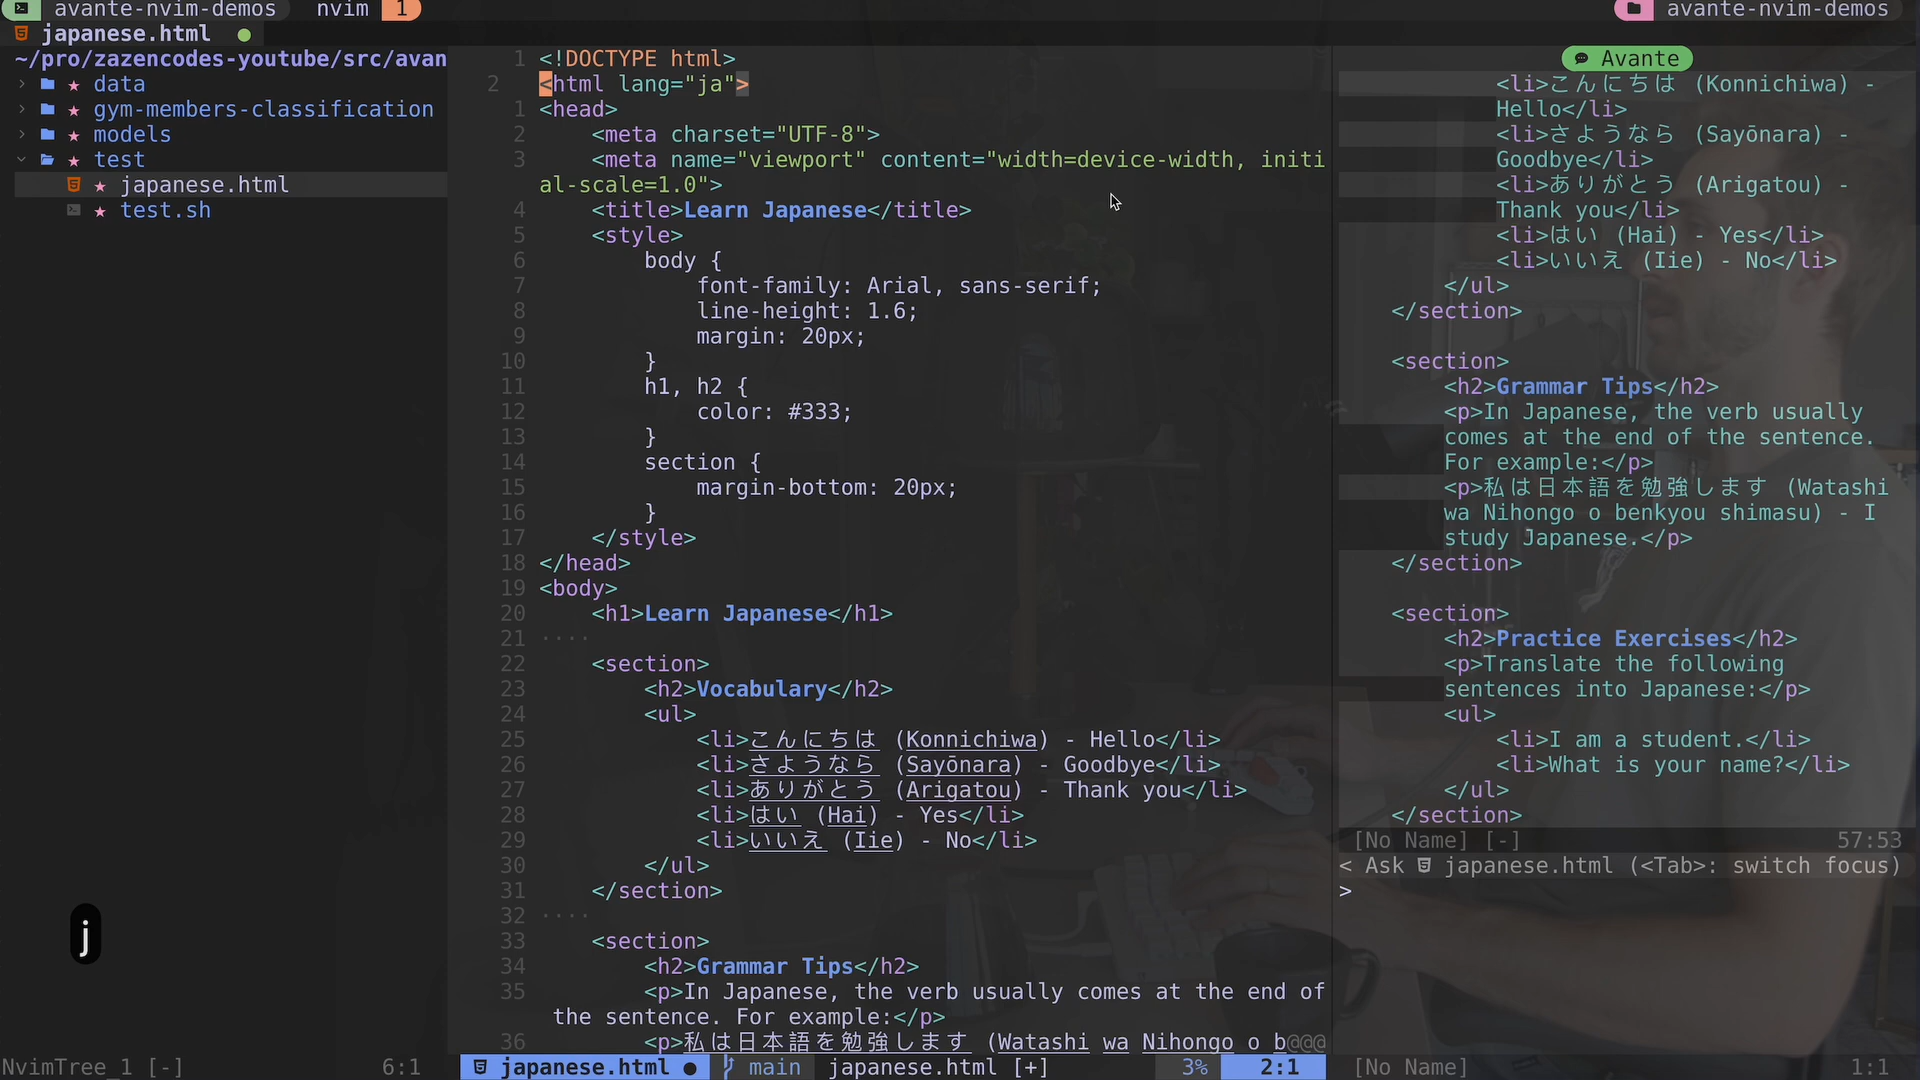 avante-nvim-demos nvim 1 avante-nvim-demos
japanese.html
~/pro/zazencodes-youtube/src/avan
data
gym-members-classification
models
test
japanese.html
test.sh
j
NvimTree_1 [-] 6:1
1 <!DOCTYPE html>
2 <html lang="ja">
1 <head>
2 <meta charset="UTF-8">
3 <meta name="viewport" content="width=device-width, initi
al-scale=1.0">
4 <title>Learn Japanese</title>
5 <style>
6 body {
7 font-family: Arial, sans-serif;
8 line-height: 1.6;
9 margin: 20px;
10 }
11 h1, h2 {
12 color: #333;
13 }
14 section {
15 margin-bottom: 20px;
16 }
17 </style>
18 </head>
19 <body>
20 <h1>Learn Japanese</h1>
21 ····
22 <section>
23 <h2>Vocabulary</h2>
24 <ul>
25 <li>こんにちは (Konnichiwa) - Hello</li>
26 <li>さようなら (Sayōnara) - Goodbye</li>
27 <li>ありがとう (Arigatou) - Thank you</li>
28 <li>はい (Hai) - Yes</li>
29 <li>いいえ (Iie) - No</li>
30 </ul>
31 </section>
32 ····
33 <section>
34 <h2>Grammar Tips</h2>
35 <p>In Japanese, the verb usually comes at the end of
the sentence. For example:</p>
36 <p>私は日本語を勉強します (Watashi wa Nihongo o b@@@
japanese.html ● main japanese.html [+] 3% 2:1
Avante
<li>こんにちは (Konnichiwa) -
Hello</li>
<li>さようなら (Sayōnara) -
Goodbye</li>
<li>ありがとう (Arigatou) -
Thank you</li>
<li>はい (Hai) - Yes</li>
<li>いいえ (Iie) - No</li>
</ul>
</section>
<section>
<h2>Grammar Tips</h2>
<p>In Japanese, the verb usually
comes at the end of the sentence.
For example:</p>
<p>私は日本語を勉強します (Watashi
wa Nihongo o benkyou shimasu) - I
study Japanese.</p>
</section>
<section>
<h2>Practice Exercises</h2>
<p>Translate the following
sentences into Japanese:</p>
<ul>
<li>I am a student.</li>
<li>What is your name?</li>
</ul>
</section>
[No Name] [-] 57:53
< Ask japanese.html (<Tab>: switch focus)
>
[No Name] 1:1